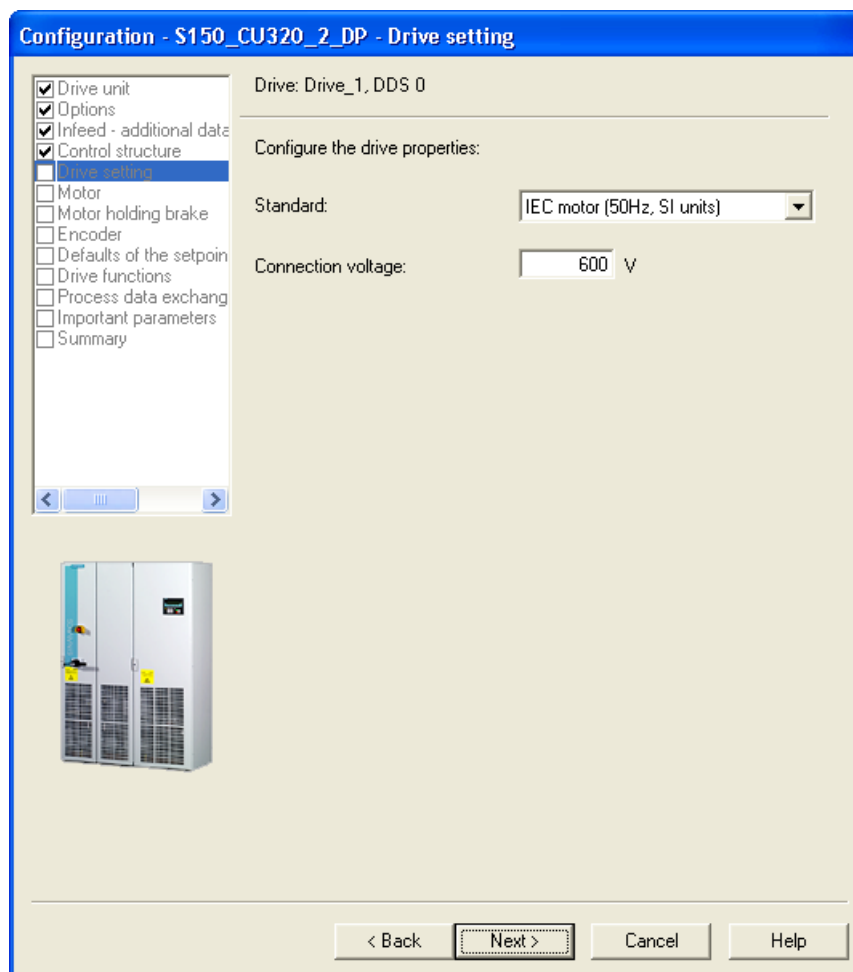 Configuration - S150_CU320_2_DP - Drive setting
Drive unit
Options
Infeed - additional data
Control structure
Drive setting
Motor
Motor holding brake
Encoder
Defaults of the setpoin
Drive functions
Process data exchang
Important parameters
Summary
Drive: Drive_1, DDS 0
Configure the drive properties:
Standard: IEC motor (50Hz, SI units)
Connection voltage: 600 V
< Back Next > Cancel Help